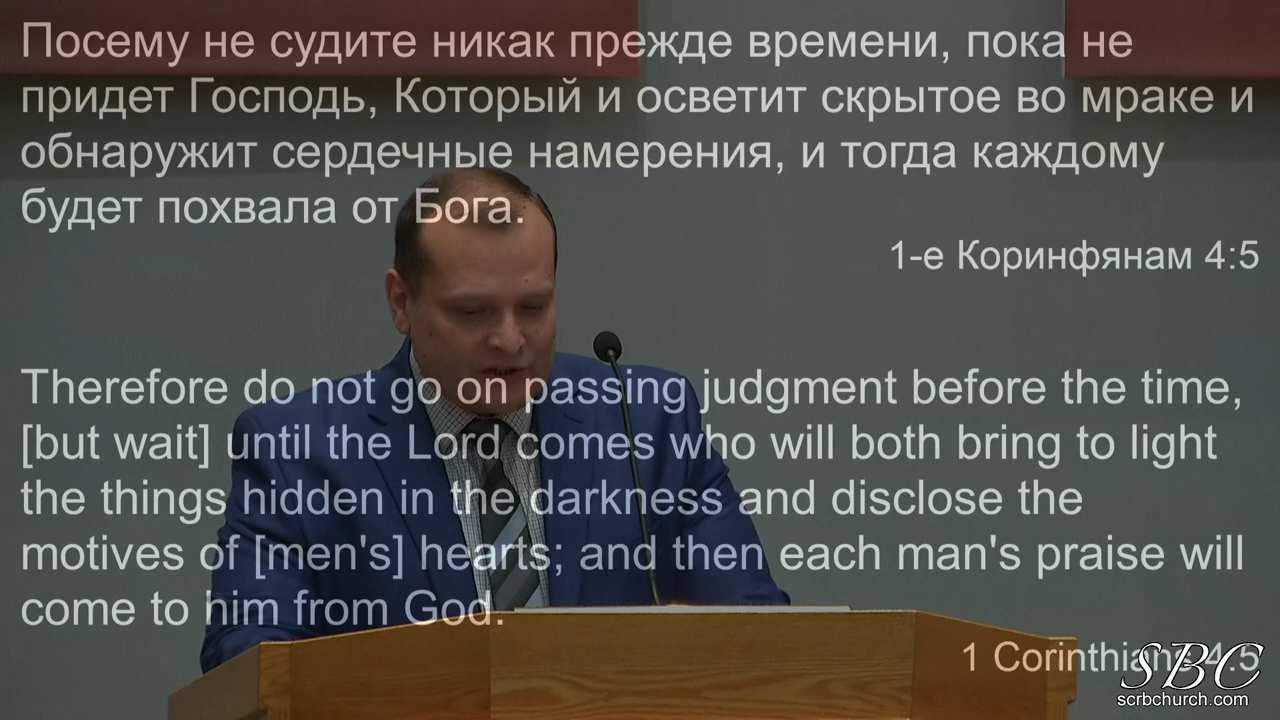 Посему не судите никак прежде времени, пока не
придет Господь, Который и осветит скрытое во мраке и
обнаружит сердечные намерения, и тогда каждому
будет похвала от Бога.
1-е Коринфянам 4:5
Therefore do not go on passing judgment before the time,
[but wait] until the Lord comes who will both bring to light
the things hidden in the darkness and disclose the
motives of [men's] hearts; and then each man's praise will
come to him from God.
1 Corinthians 4:5
SBC
scrbchurch.com